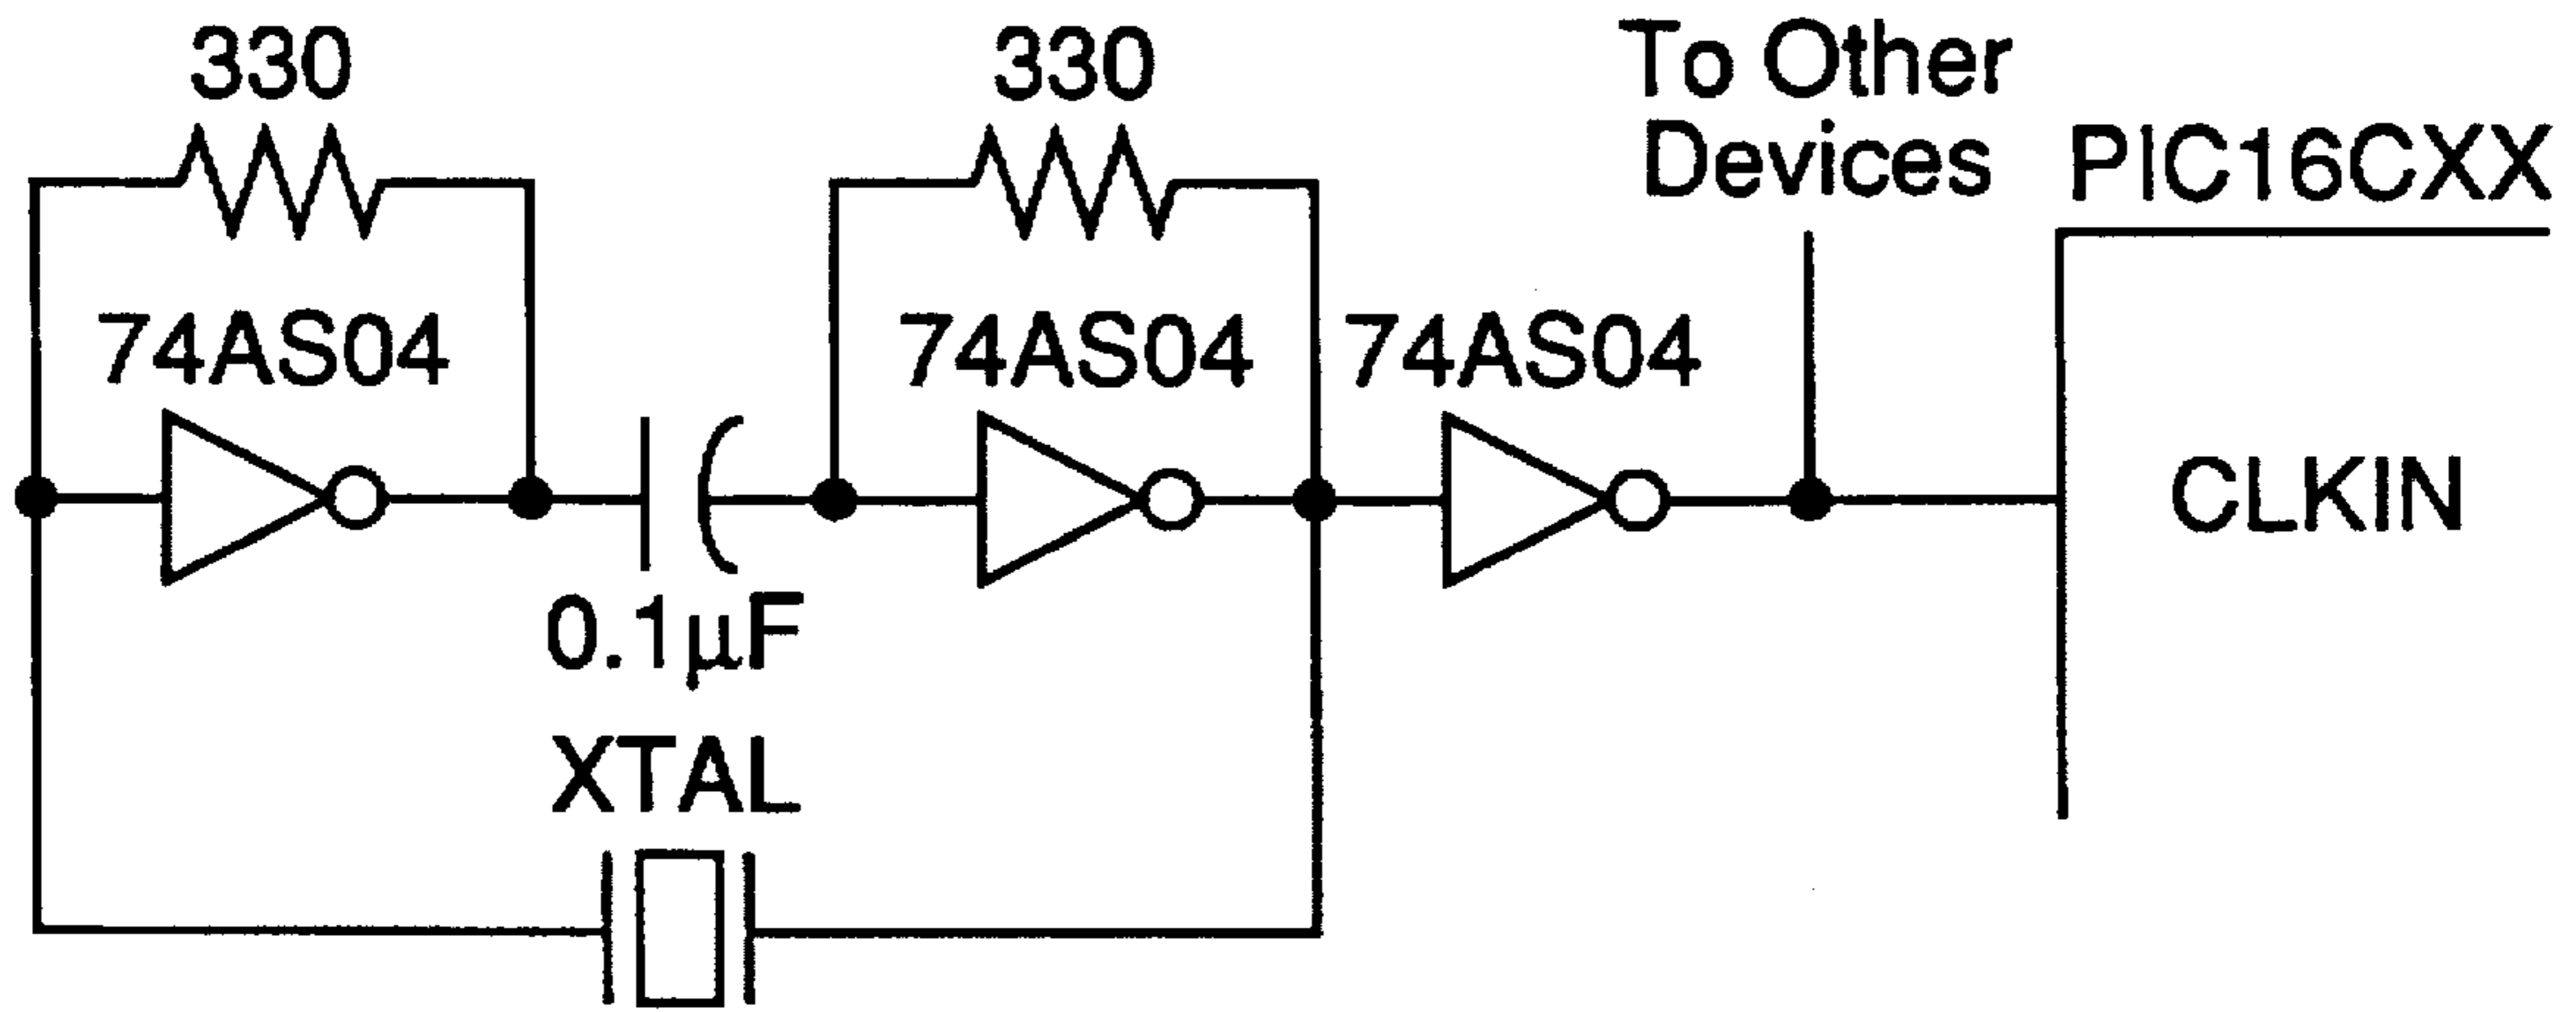 330
330
To Other
Devices
PIC16CXX
74AS04
74AS04
74AS04
CLKIN
0.1µF
XTAL